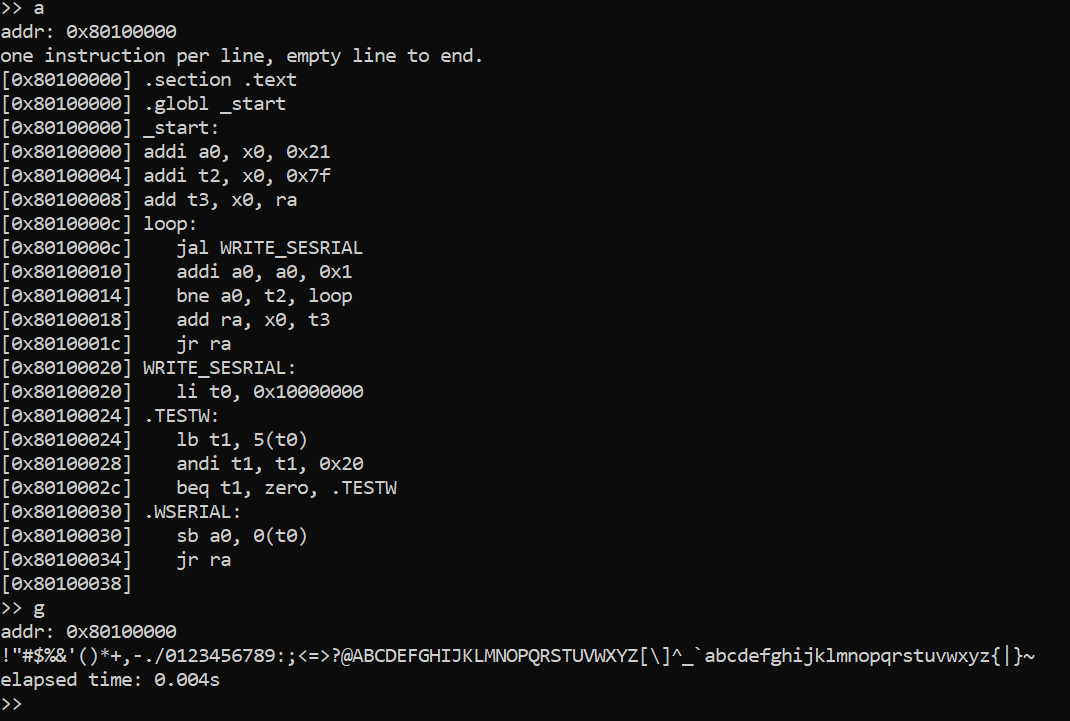 >> a
addr: 0x80100000
one instruction per line, empty line to end.
[0x80100000] .section .text
[0x80100000] .globl _start
[0x80100000] _start:
[0x80100000] addi a0, x0, 0x21
[0x80100004] addi t2, x0, 0x7f
[0x80100008] add t3, x0, ra
[0x8010000c] loop:
[0x8010000c]    jal WRITE_SESRIAL
[0x80100010]    addi a0, a0, 0x1
[0x80100014]    bne a0, t2, loop
[0x80100018]    add ra, x0, t3
[0x8010001c]    jr ra
[0x80100020] WRITE_SESRIAL:
[0x80100020]    li t0, 0x10000000
[0x80100024] .TESTW:
[0x80100024]    lb t1, 5(t0)
[0x80100028]    andi t1, t1, 0x20
[0x8010002c]    beq t1, zero, .TESTW
[0x80100030] .WSERIAL:
[0x80100030]    sb a0, 0(t0)
[0x80100034]    jr ra
[0x80100038]
>> g
addr: 0x80100000
!"#$%&'()*+,-./0123456789:;<=>?@ABCDEFGHIJKLMNOPQRSTUVWXYZ[\]^_`abcdefghijklmnopqrstuvwxyz{|}~
elapsed time: 0.004s
>>